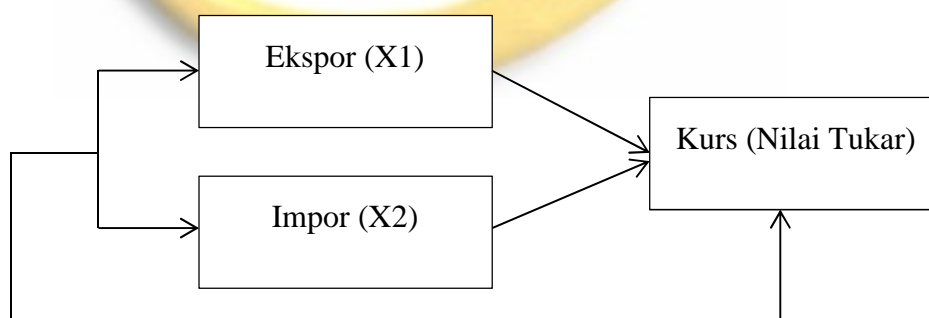 Ekspor (X1)
Kurs (Nilai Tukar)
Impor (X2)